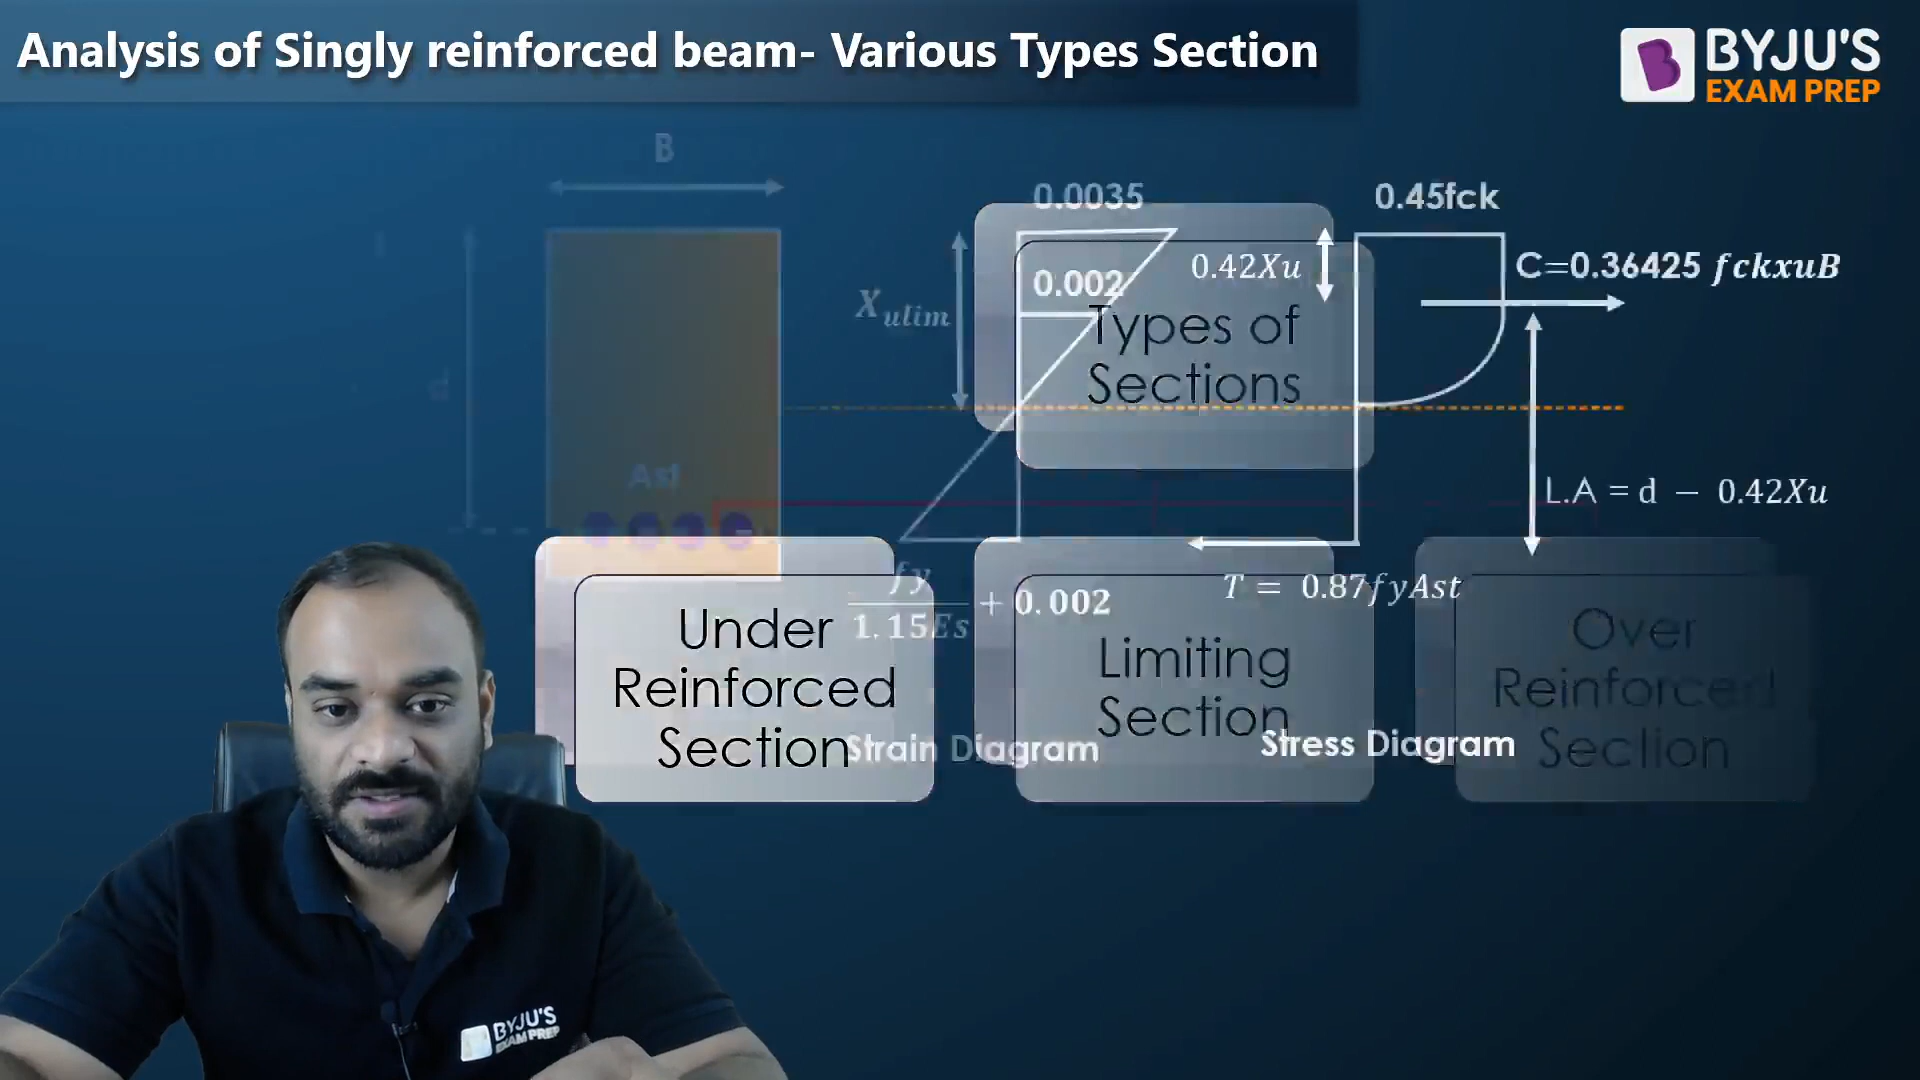 Analysis of Singly reinforced beam- Various Types Section
BYJU'S
EXAM PREP
B
0.0035
0.45fck
0.002
0.42Xu
C=0.36425 fckxuB
Xulim
Types of
Sections
d
Ast
L.A = d − 0.42Xu
fy
1.15Es
+ 0.002
T = 0.87fyAst
Under
Reinforced
Section
Limiting
Section
Over
Reinforced
Section
Strain Diagram
Stress Diagram
BYJU'S
EXAM PREP